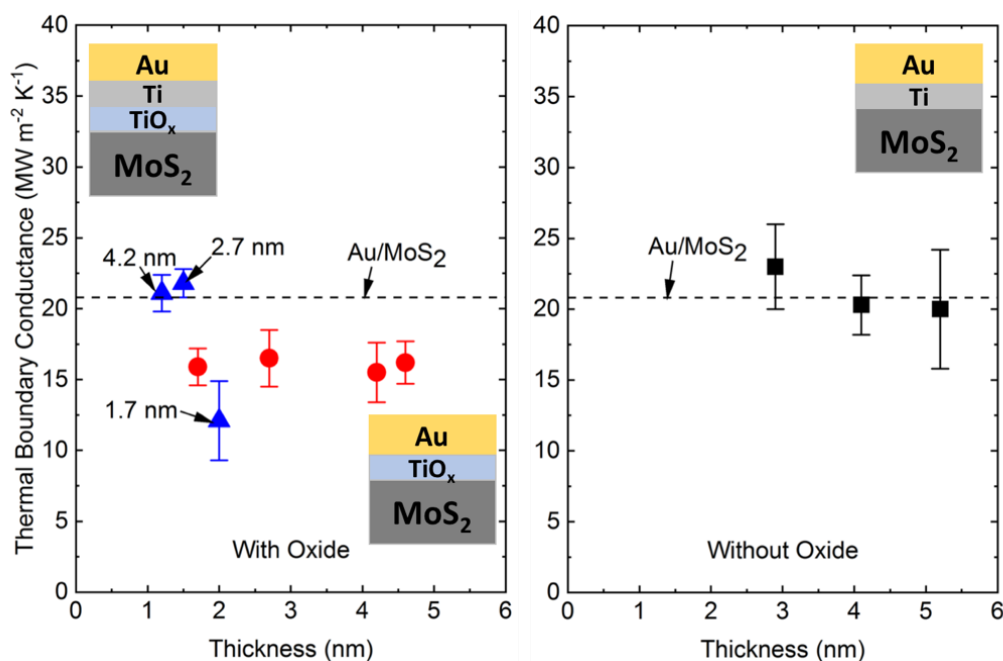 Thermal Boundary Conductance (MW m⁻² K⁻¹)
40
35
30
25
20
15
10
5
0
Au
Ti
TiOₓ
MoS₂
4.2 nm
2.7 nm
Au/MoS₂
1.7 nm
Au
TiOₓ
MoS₂
With Oxide
0 1 2 3 4 5 6
Thickness (nm)
40
35
30
25
20
15
10
5
0
Au
Ti
MoS₂
Au/MoS₂
Without Oxide
0 1 2 3 4 5 6
Thickness (nm)